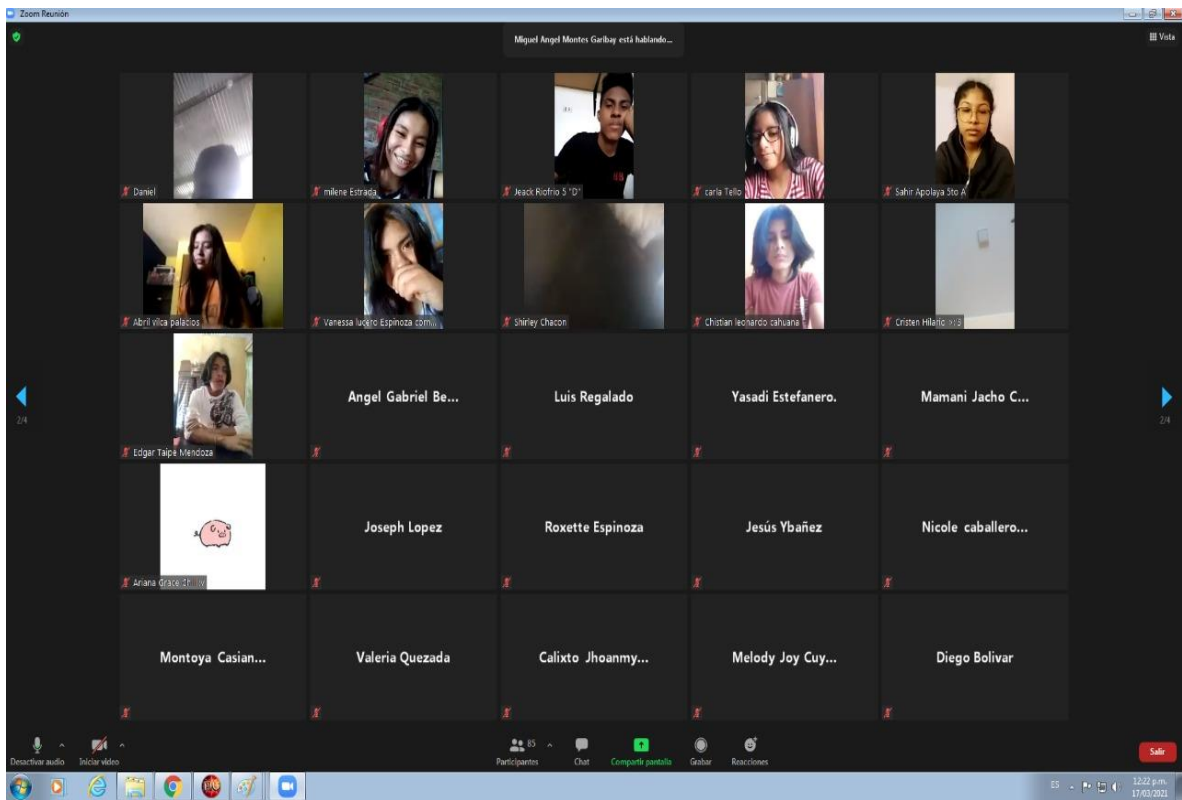 Zoom Reunión
Miguel Angel Montes Garibay está hablando...
Vista
Daniel
milene Estrada
Jeack Riofrio 5 "D"
carla Tello
Sahir Apolaya 5to A
Abril vilca palacios
Vanessa lucero Espinoza com...
Shirley Chacon
Chistian leonardo cahuana
Cristen Hilario
Edgar Taipe Mendoza
Angel Gabriel Be...
Luis Regalado
Yasadi Estefanero.
Mamani Jacho C...
2/4
2/4
Ariana Grace
Joseph Lopez
Roxette Espinoza
Jesús Ybañez
Nicole caballero...
Montoya Casian...
Valeria Quezada
Calixto Jhoanmy...
Melody Joy Cuy...
Diego Bolivar
Desactivar audio
Iniciar video
85
Participantes
Chat
Compartir pantalla
Grabar
Reacciones
Salir
ES
12:22 p.m.
17/03/2021